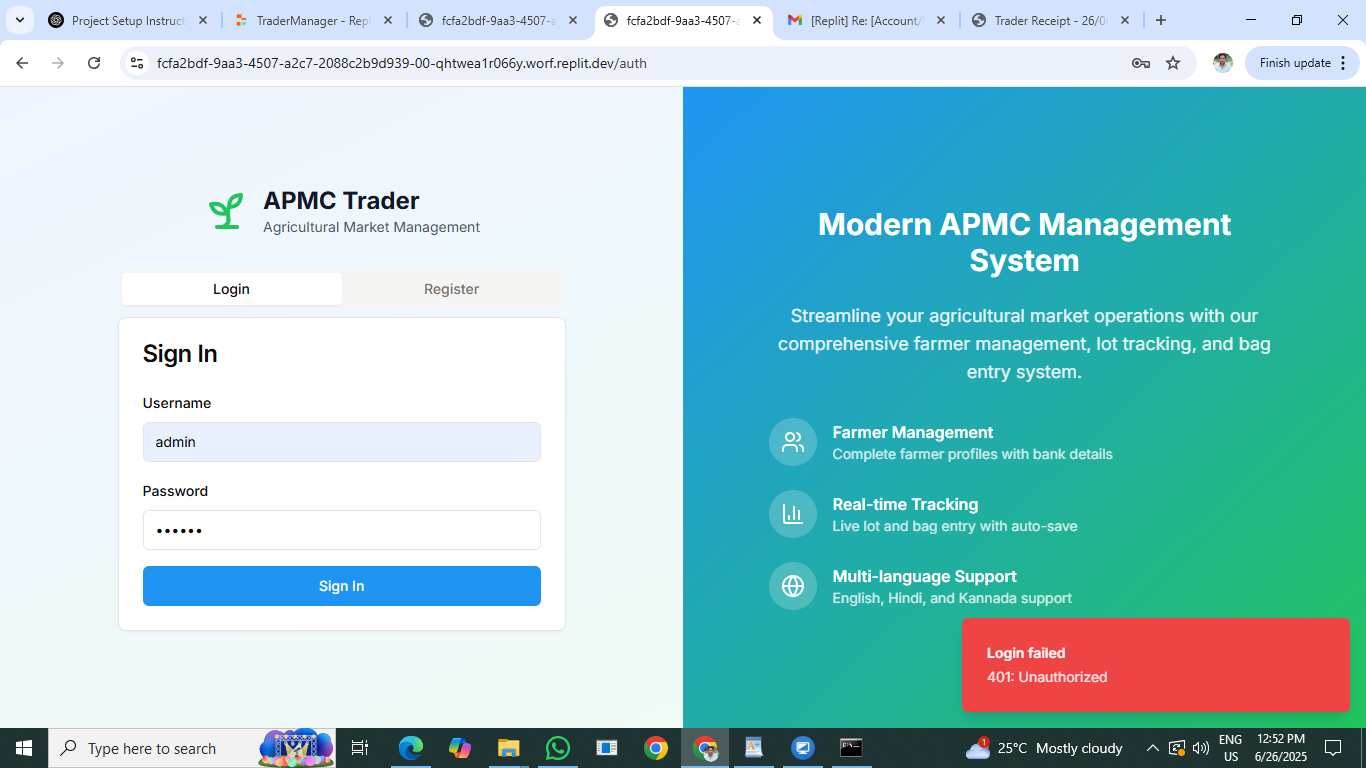 Project Setup Instruct
TraderManager - Repl
fcfa2bdf-9aa3-4507-a
fcfa2bdf-9aa3-4507-a
[Replit] Re: [Account/
Trader Receipt - 26/0
fcfa2bdf-9aa3-4507-a2c7-2088c2b9d939-00-qhtwea1r066y.worf.replit.dev/auth
Finish update
APMC Trader
Agricultural Market Management
Login
Register
Sign In
Username
admin
Password
••••••
Sign In
Modern APMC Management
System
Streamline your agricultural market operations with our
comprehensive farmer management, lot tracking, and bag
entry system.
Farmer Management
Complete farmer profiles with bank details
Real-time Tracking
Live lot and bag entry with auto-save
Multi-language Support
English, Hindi, and Kannada support
Login failed
401: Unauthorized
Type here to search
1
25°C Mostly cloudy
ENG
US
12:52 PM
6/26/2025